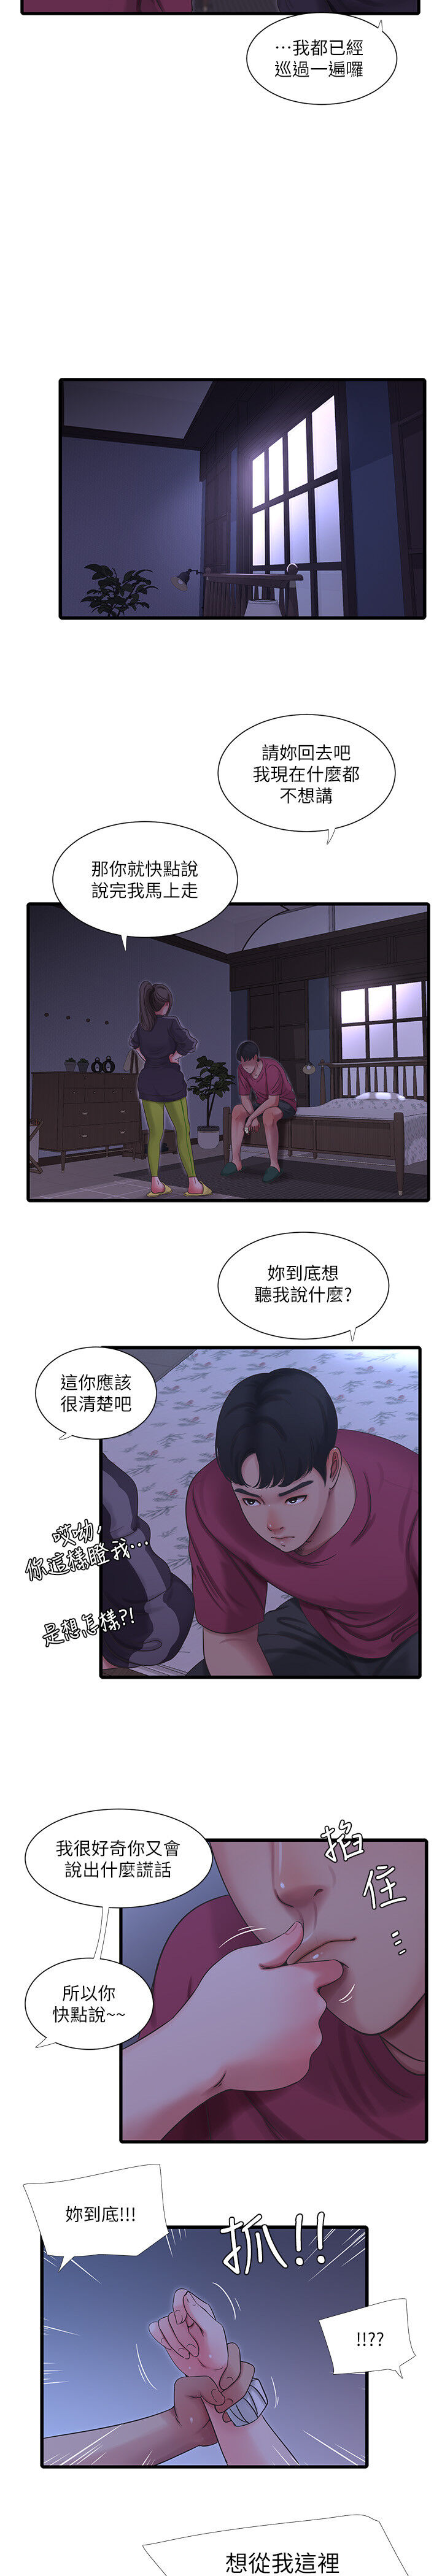 …我都已經
巡過一遍囉
請妳回去吧
我現在什麼都
不想講
那你就快點說
說完我馬上走
妳到底想
聽我說什麼?
這你應該
很清楚吧
哎呦,
你這樣瞪我…
是想怎樣?!
我很好奇你又會
說出什麼謊話
掐住…
所以你
快點說~~
妳到底!!!
抓!!
!!??
想從我這裡